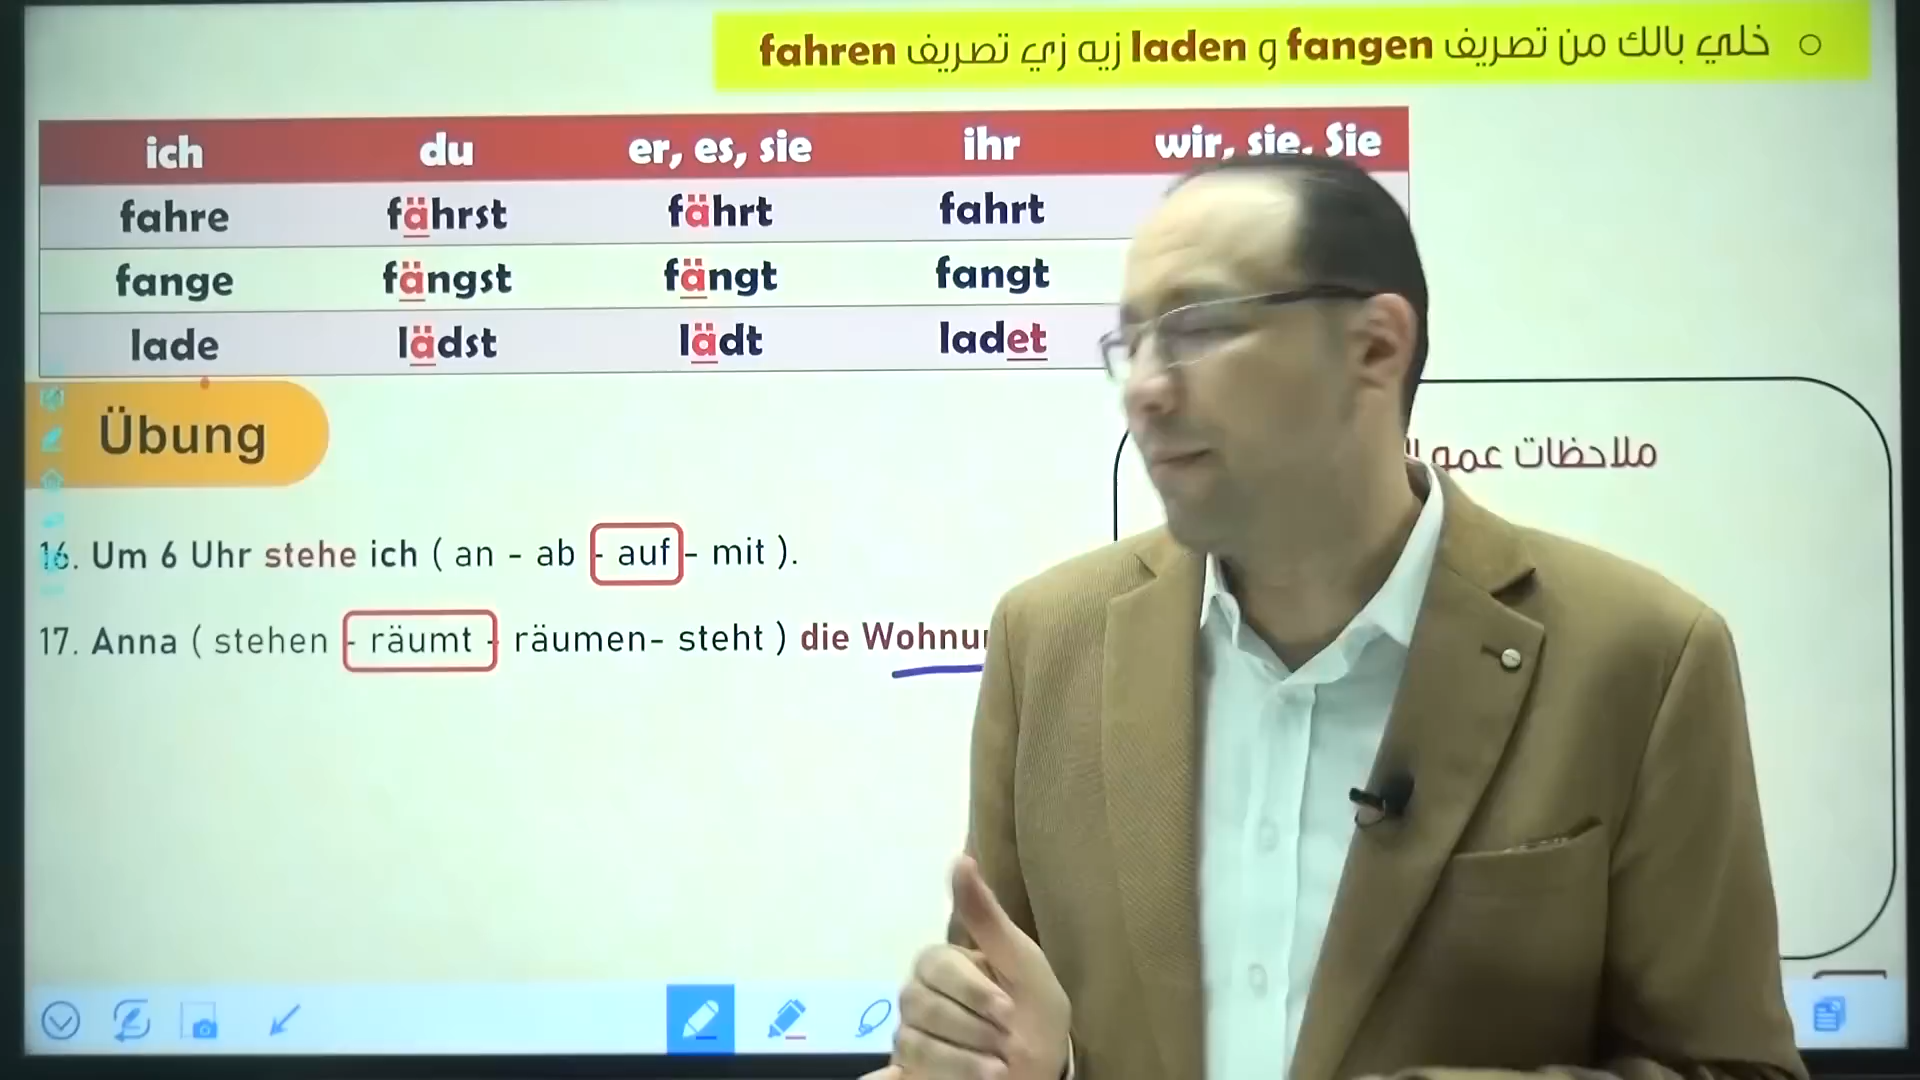 ○ خلي بالك من تصريف fangen و laden زيه زي تصريف fahren
ich du er, es, sie ihr wir, sie, Sie
fahre fährst fährt fahrt
fange fängst fängt fangt
lade lädst lädt ladet
Übung
ملاحظات
16. Um 6 Uhr stehe ich ( an - ab - auf - mit ).
17. Anna ( stehen - räumt - räumen- steht ) die